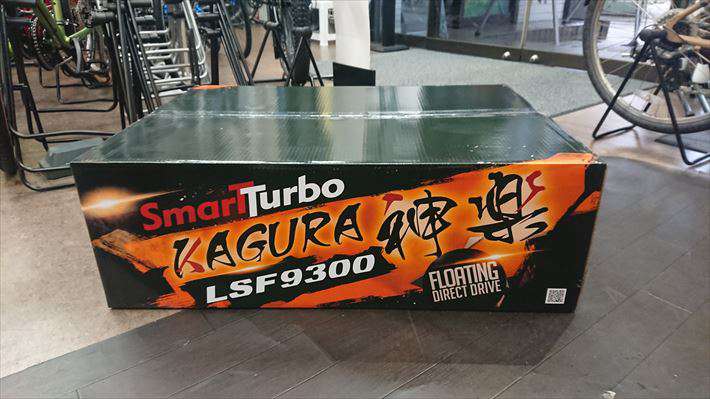 SmartTurbo
KAGURA 神楽
LSF9300
FLOATING
DIRECT DRIVE